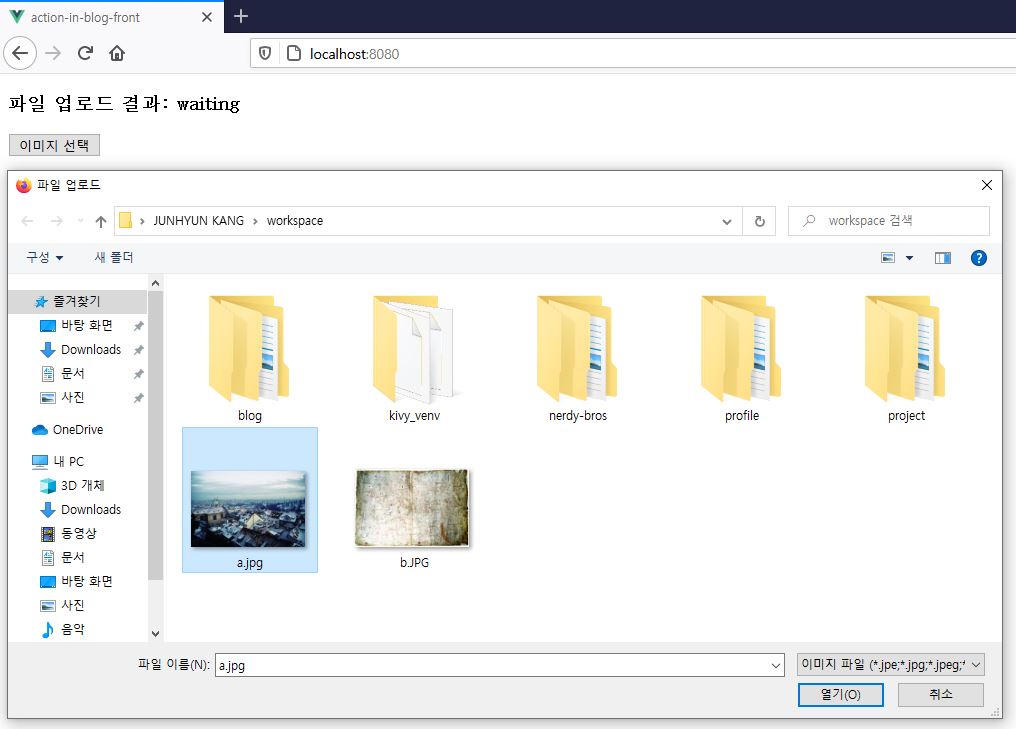 action-in-blog-front
localhost:8080
파일 업로드 결과: waiting
이미지 선택
파일 업로드
JUNHYUN KANG › workspace
workspace 검색
구성
새 폴더
즐겨찾기
바탕 화면
Downloads
문서
사진
OneDrive
내 PC
3D 개체
Downloads
동영상
문서
바탕 화면
사진
음악
blog
kivy_venv
nerdy-bros
profile
project
a.jpg
b.JPG
파일 이름(N):
a.jpg
이미지 파일 (*.jpe;*.jpg;*.jpeg;*
열기(O)
취소